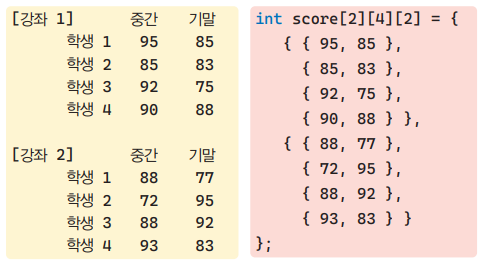 [강좌 1] 중간 기말
학생 1 95 85
학생 2 85 83
학생 3 92 75
학생 4 90 88
[강좌 2] 중간 기말
학생 1 88 77
학생 2 72 95
학생 3 88 92
학생 4 93 83
int score[2][4][2] = {
{ { 95, 85 },
{ 85, 83 },
{ 92, 75 },
{ 90, 88 } },
{ { 88, 77 },
{ 72, 95 },
{ 88, 92 },
{ 93, 83 } }
};